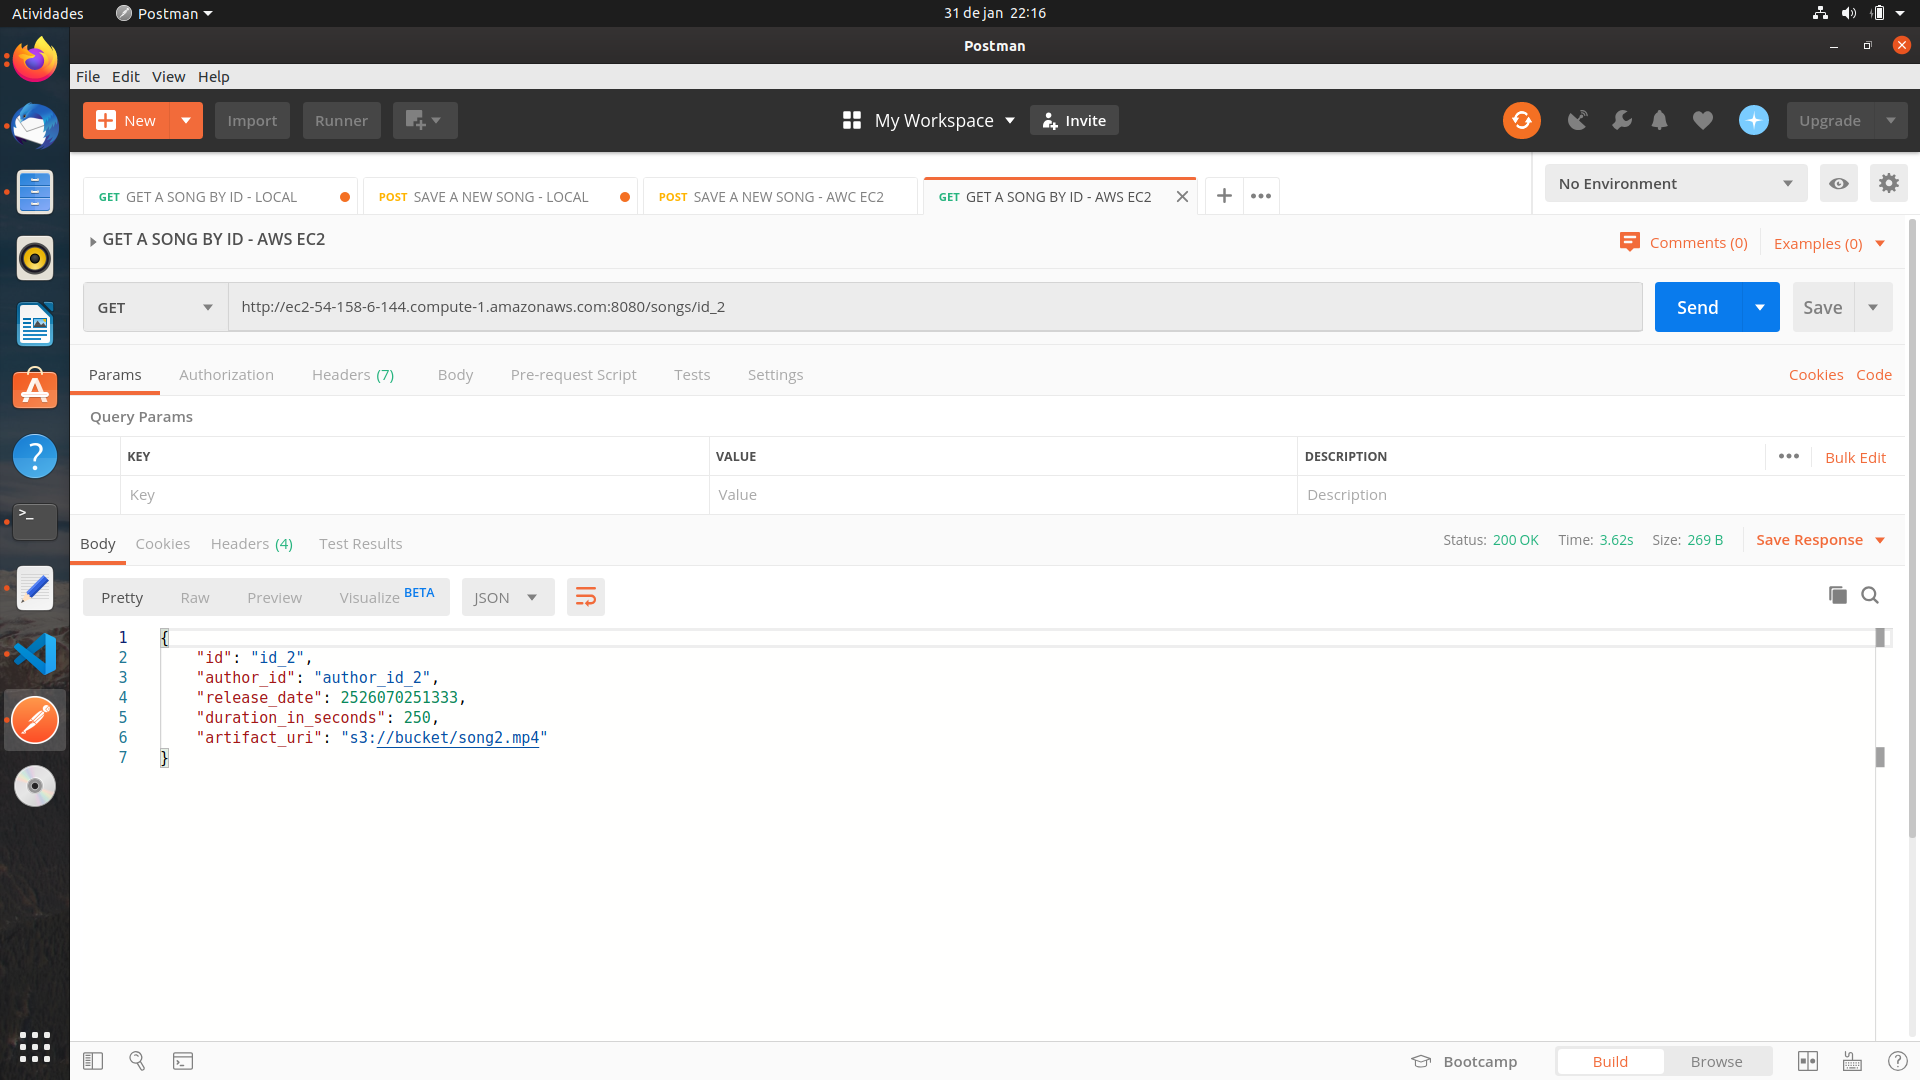 Atividades
Postman
31 de jan 22:16
Postman
File Edit View Help
New
Import
Runner
My Workspace
Invite
Upgrade
GET GET A SONG BY ID - LOCAL
POST SAVE A NEW SONG - LOCAL
POST SAVE A NEW SONG - AWC EC2
GET GET A SONG BY ID - AWS EC2
No Environment
GET A SONG BY ID - AWS EC2
Comments (0)
Examples (0)
GET
http://ec2-54-158-6-144.compute-1.amazonaws.com:8080/songs/id_2
Send
Save
Params Authorization Headers (7) Body Pre-request Script Tests Settings
Cookies Code
Query Params
KEY VALUE DESCRIPTION
Bulk Edit
Key Value Description
Body Cookies Headers (4) Test Results
Status: 200 OK Time: 3.62s Size: 269 B
Save Response
Pretty Raw Preview Visualize BETA
JSON
1 {
2 "id": "id_2",
3 "author_id": "author_id_2",
4 "release_date": 2526070251333,
5 "duration_in_seconds": 250,
6 "artifact_uri": "s3://bucket/song2.mp4"
7 }
Bootcamp
Build
Browse